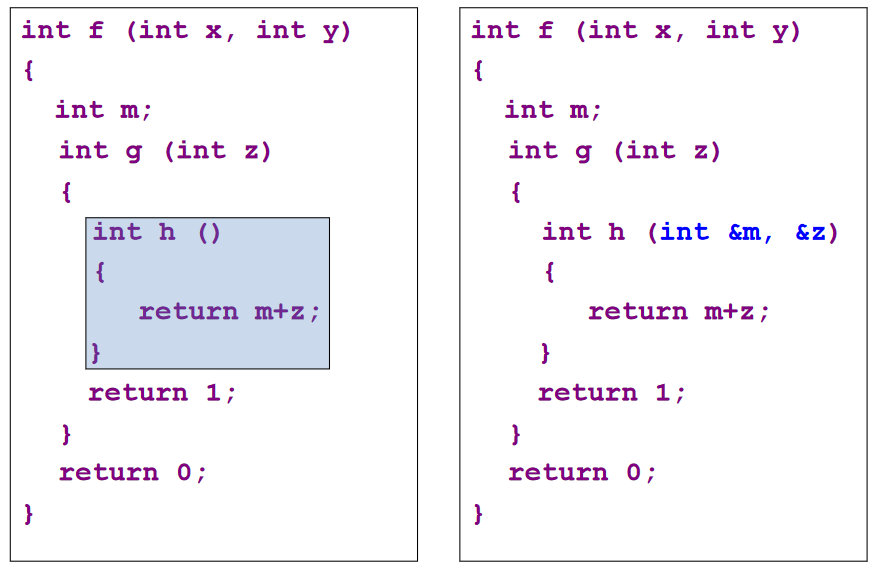 int f (int x, int y)
{
int m;
int g (int z)
{
int h ()
{
return m+z;
}
return 1;
}
return 0;
}
int f (int x, int y)
{
int m;
int g (int z)
{
int h (int &m, &z)
{
return m+z;
}
return 1;
}
return 0;
}